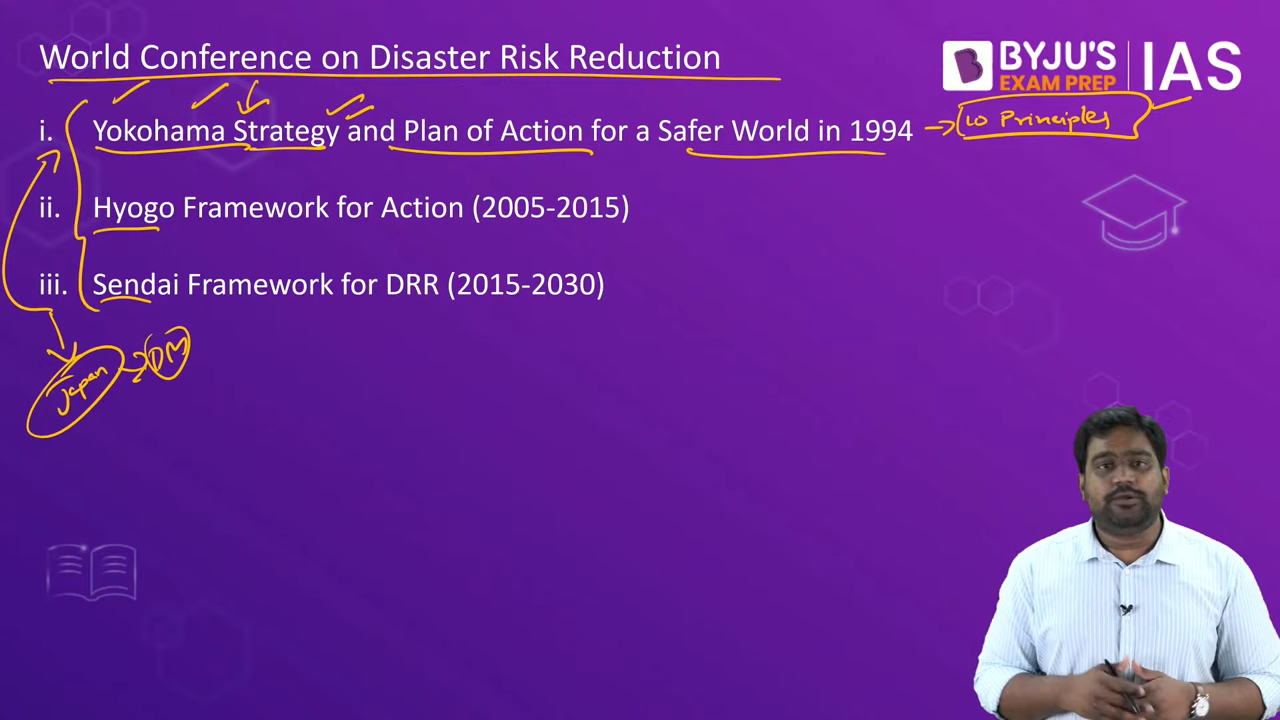 World Conference on Disaster Risk Reduction
BYJU'S
EXAM PREP
IAS
i. Yokohama Strategy and Plan of Action for a Safer World in 1994
10 Principles
ii. Hyogo Framework for Action (2005-2015)
iii. Sendai Framework for DRR (2015-2030)
Japan
DM